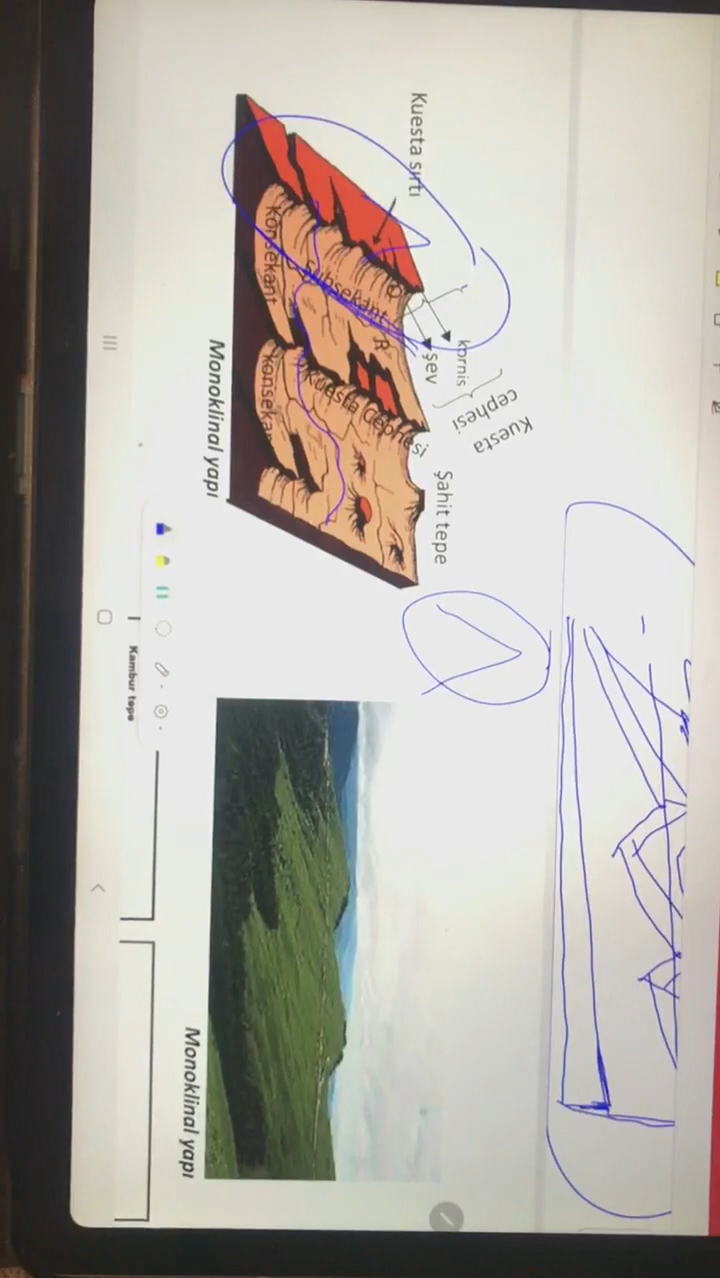 Kuesta sırtı
kornis
şev
Kuesta
cephesi
Şahit tepe
Subsekant
R
Kuesta Cephesi
konsekant
Monoklinal yapı
Monoklinal yapı
Kambur tepe